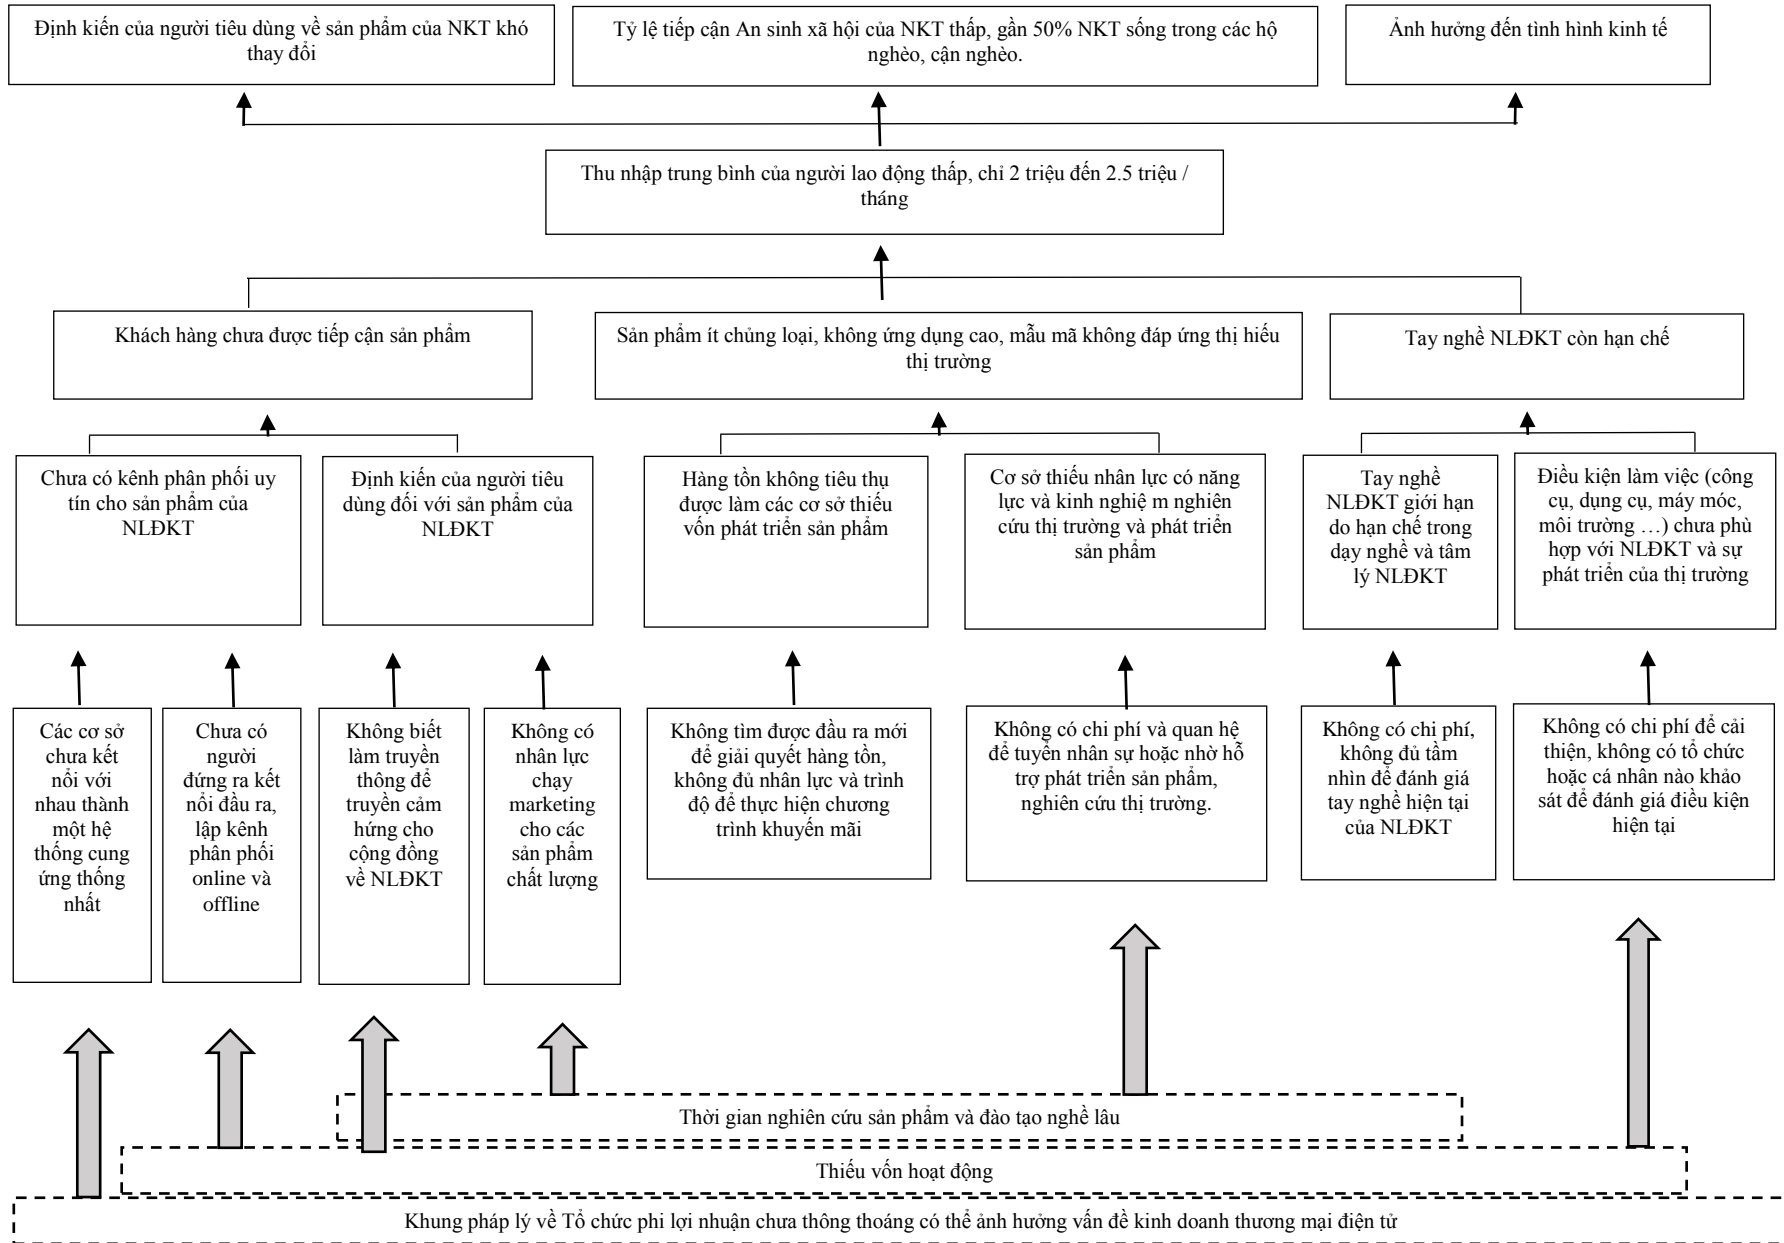 Định kiến của người tiêu dùng về sản phẩm của NKT khó
thay đổi
Tỷ lệ tiếp cận An sinh xã hội của NKT thấp, gần 50% NKT sống trong các hộ
nghèo, cận nghèo.
Ảnh hưởng đến tình hình kinh tế
Thu nhập trung bình của người lao động thấp, chỉ 2 triệu đến 2.5 triệu /
tháng
Khách hàng chưa được tiếp cận sản phẩm
Sản phẩm ít chủng loại, không ứng dụng cao, mẫu mã không đáp ứng thị hiếu
thị trường
Tay nghề NLĐKT còn hạn chế
Chưa có kênh phân phối uy
tín cho sản phẩm của
NLĐKT
Định kiến của người tiêu
dùng đối với sản phẩm của
NLĐKT
Hàng tồn không tiêu thụ
được làm các cơ sở thiếu
vốn phát triển sản phẩm
Cơ sở thiếu nhân lực có năng
lực và kinh nghiệ m nghiên
cứu thị trường và phát triển
sản phẩm
Tay nghề
NLĐKT giới hạn
do hạn chế trong
dạy nghề và tâm
lý NLĐKT
Điều kiện làm việc (công
cụ, dụng cụ, máy móc,
môi trường …) chưa phù
hợp với NLĐKT và sự
phát triển của thị trường
Các cơ sở
chưa kết
nối với
nhau thành
một hệ
thống cung
ứng thống
nhất
Chưa có
người
đứng ra kết
nối đầu ra,
lập kênh
phân phối
online và
offline
Không biết
làm truyền
thông để
truyền cảm
hứng cho
cộng đồng
về NLĐKT
Không có
nhân lực
chạy
marketing
cho các
sản phẩm
chất lượng
Không tìm được đầu ra mới
để giải quyết hàng tồn,
không đủ nhân lực và trình
độ để thực hiện chương
trình khuyến mãi
Không có chi phí và quan hệ
để tuyển nhân sự hoặc nhờ hỗ
trợ phát triển sản phẩm,
nghiên cứu thị trường.
Không có chi phí,
không đủ tầm
nhìn để đánh giá
tay nghề hiện tại
của NLĐKT
Không có chi phí để cải
thiện, không có tổ chức
hoặc cá nhân nào khảo
sát để đánh giá điều kiện
hiện tại
Thời gian nghiên cứu sản phẩm và đào tạo nghề lâu
Thiếu vốn hoạt động
Khung pháp lý về Tổ chức phi lợi nhuận chưa thông thoáng có thể ảnh hưởng vấn đề kinh doanh thương mại điện tử